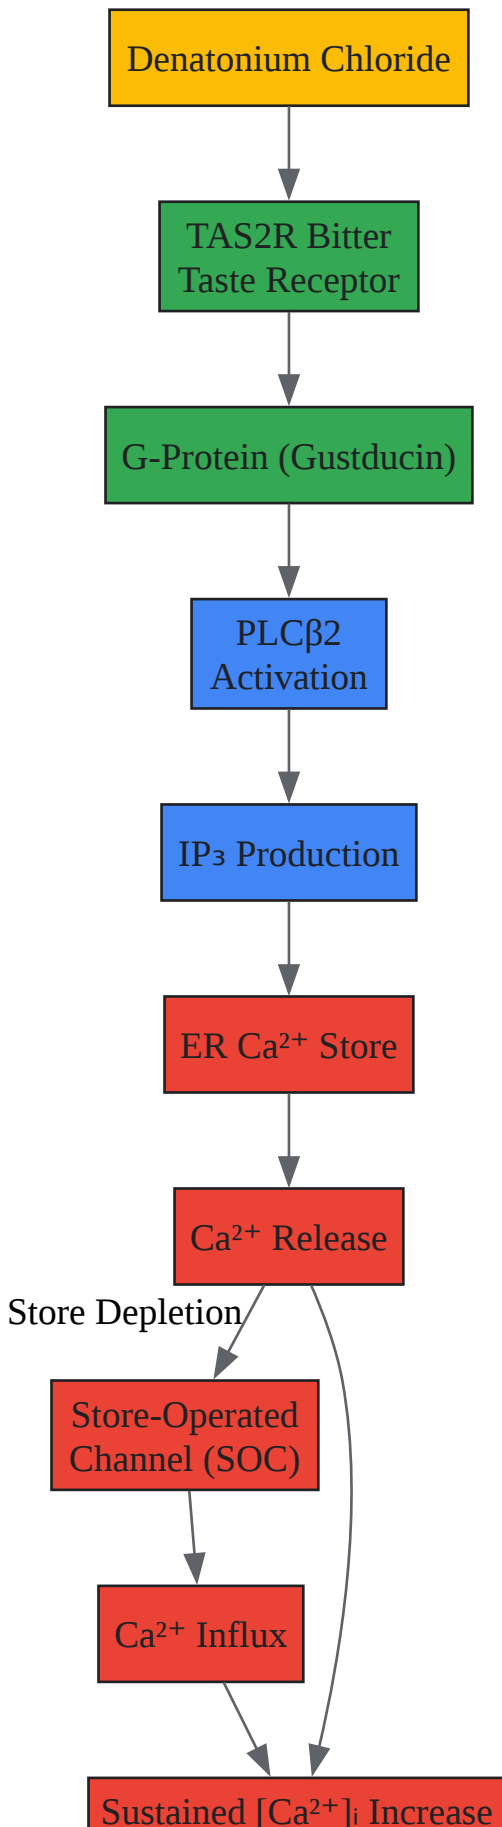 Denatonium Chloride
TAS2R Bitter
Taste Receptor
G-Protein (Gustducin)
PLCβ2
Activation
IP₃ Production
ER Ca²⁺ Store
Ca²⁺ Release
Store Depletion
Store-Operated
Channel (SOC)
Ca²⁺ Influx
Sustained [Ca²⁺]ᵢ Increase